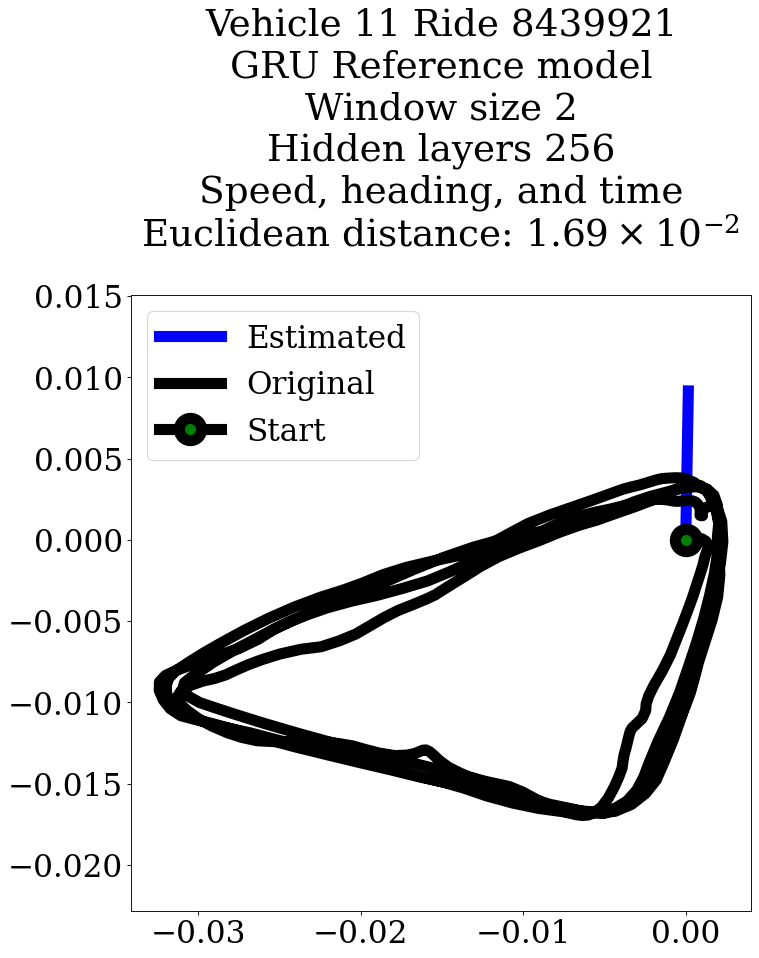 Vehicle 11 Ride 8439921
GRU Reference model
Window size 2
Hidden layers 256
Speed, heading, and time
Euclidean distance: 1.69 × 10⁻²
0.015
0.010
0.005
0.000
−0.005
−0.010
−0.015
−0.020
Estimated
Original
Start
−0.03
−0.02
−0.01
0.00